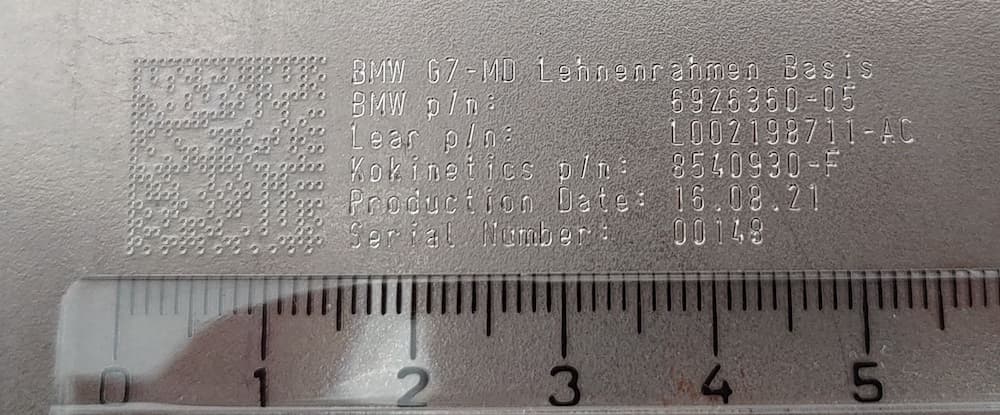 BMW G7-MD Lehnenrahmen Basis
BMW p/n: 6926360-05
Lear p/n: L002198711-AC
Kokinetics p/n: 8540930-F
Production Date: 16.08.21
Serial Number: 00148
0 1 2 3 4 5